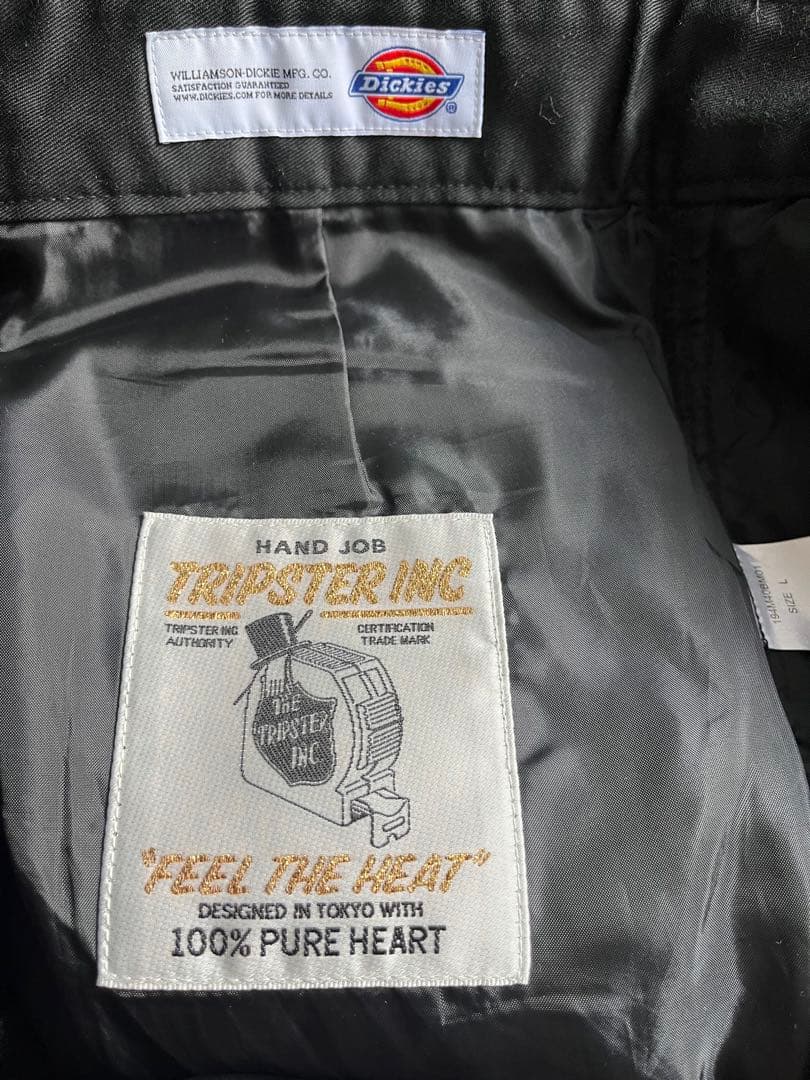 WILLIAMSON-DICKIE MFG. CO.
SATISFACTION GUARANTEED
WWW.DICKIES.COM FOR MORE DETAILS
Dickies
®
HAND JOB
TRIPSTER INC
TRIPSTER INC
AUTHORITY
CERTIFICATION
TRADE MARK
THE
TRIPSTER
INC
"FEEL THE HEAT"
DESIGNED IN TOKYO WITH
100% PURE HEART
194M40BM01
SIZE L